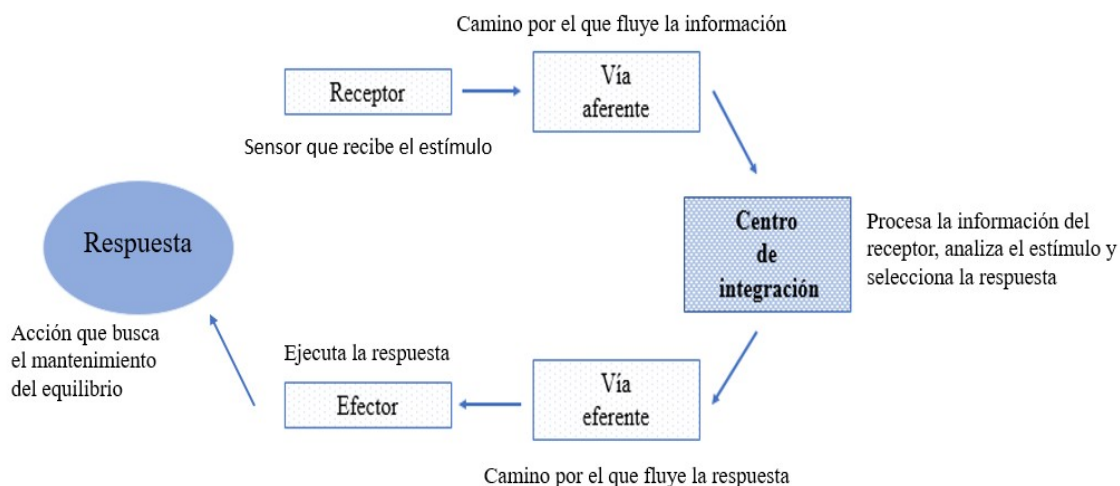 Camino por el que fluye la información
Receptor
Vía
aferente
Sensor que recibe el estímulo
Centro
de
integración
Procesa la información del
receptor, analiza el estímulo y
selecciona la respuesta
Respuesta
Acción que busca
el mantenimiento
del equilibrio
Ejecuta la respuesta
Efector
Vía
eferente
Camino por el que fluye la respuesta